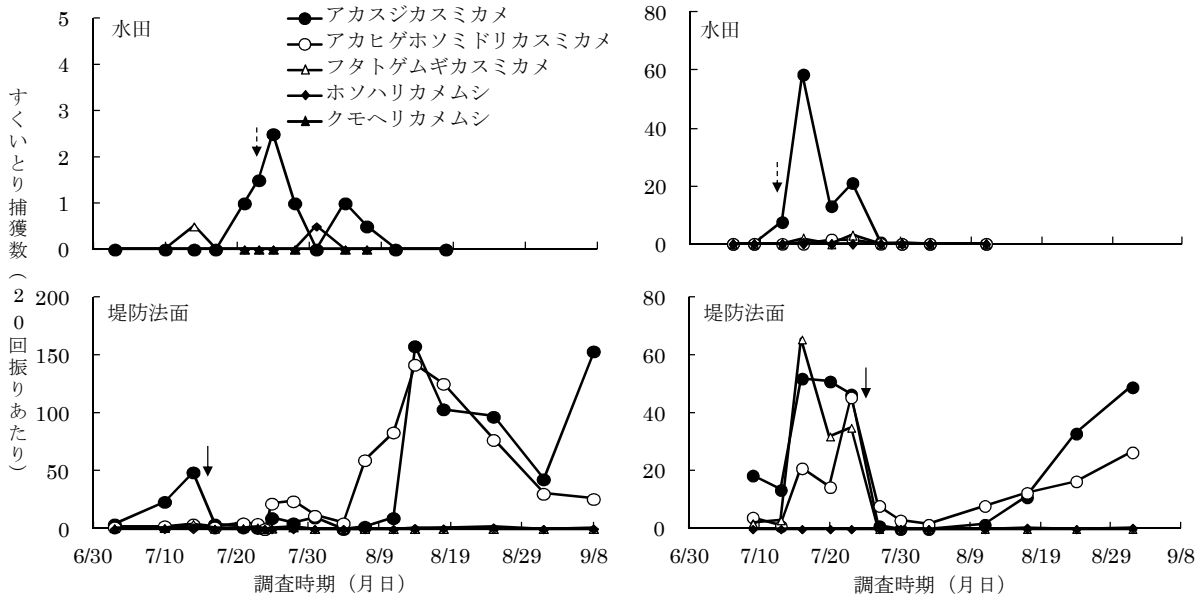 すくいとり捕獲数（20回振りあたり）
水田
アカスジカスミカメ
アカヒゲホソミドリカスミカメ
フタトゲムギカスミカメ
ホソハリカメムシ
クモヘリカメムシ
5
4
3
2
1
0
水田
80
60
40
20
0
堤防法面
200
150
100
50
0
6/30 7/10 7/20 7/30 8/9 8/19 8/29 9/8
調査時期（月日）
堤防法面
80
60
40
20
0
6/30 7/10 7/20 7/30 8/9 8/19 8/29 9/8
調査時期（月日）